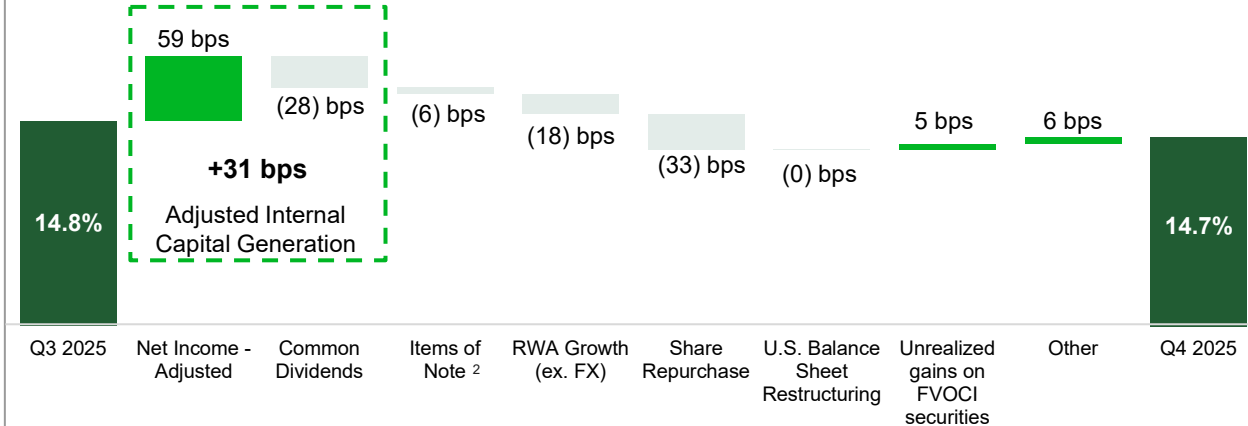 59 bps
(28) bps
(6) bps
(18) bps
(33) bps
(0) bps
5 bps
6 bps
+31 bps
Adjusted Internal
Capital Generation
14.8%
14.7%
Q3 2025
Net Income -
Adjusted
Common
Dividends
Items of
Note 2
RWA Growth
(ex. FX)
Share
Repurchase
U.S. Balance
Sheet
Restructuring
Unrealized
gains on
FVOCI
securities
Other
Q4 2025